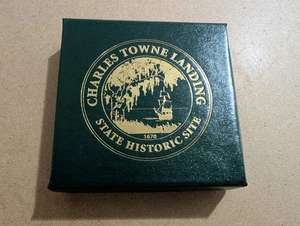 CHARLES TOWNE LANDING
1670
STATE HISTORIC SITE